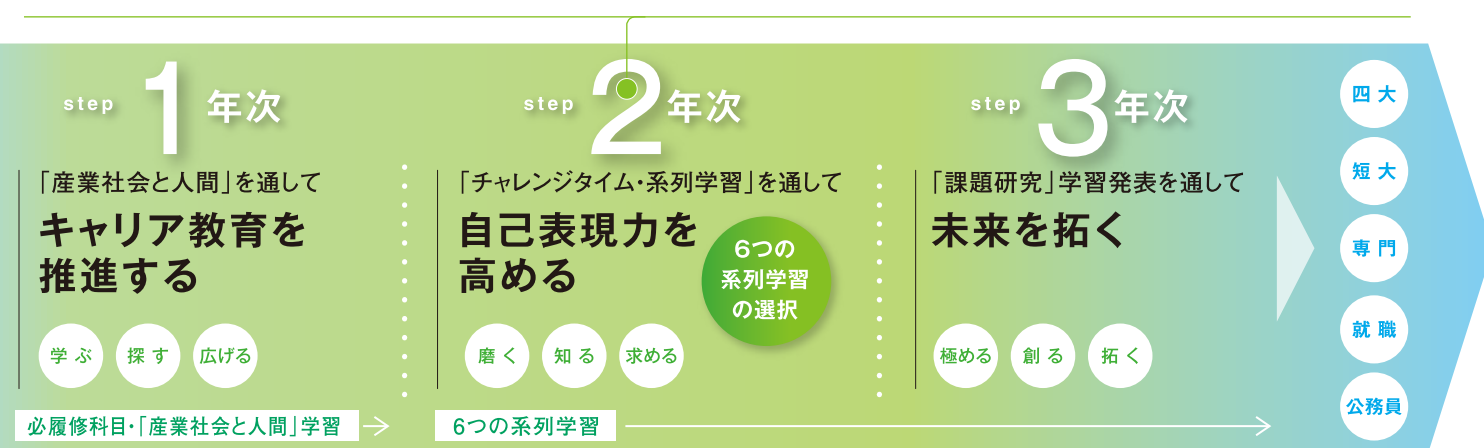 step 1年次
「産業社会と人間」を通して
キャリア教育を
推進する
学ぶ 探す 広げる
必履修科目・「産業社会と人間」学習
step 2年次
「チャレンジタイム・系列学習」を通して
自己表現力を
高める
6つの
系列学習
の選択
磨く 知る 求める
6つの系列学習
step 3年次
「課題研究」学習発表を通して
未来を拓く
極める 創る 拓く
四大
短大
専門
就職
公務員